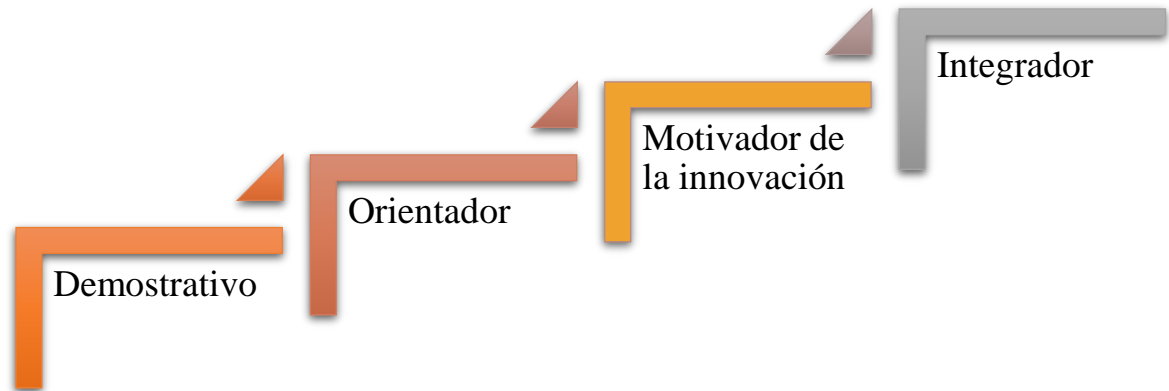 Demostrativo
Orientador
Motivador de
la innovación
Integrador